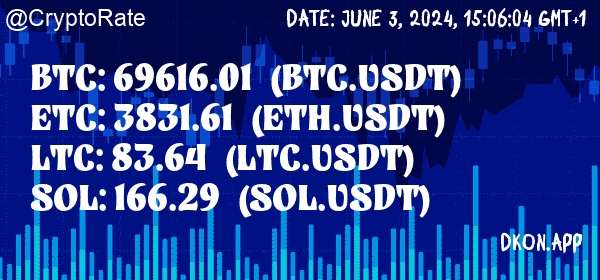 @CryptoRate
DATE: JUNE 3, 2024, 15:06:04 GMT+1
BTC: 69616.01 (BTC.USDT)
ETC: 3831.61 (ETH.USDT)
LTC: 83.64 (LTC.USDT)
SOL: 166.29 (SOL.USDT)
DKON.APP